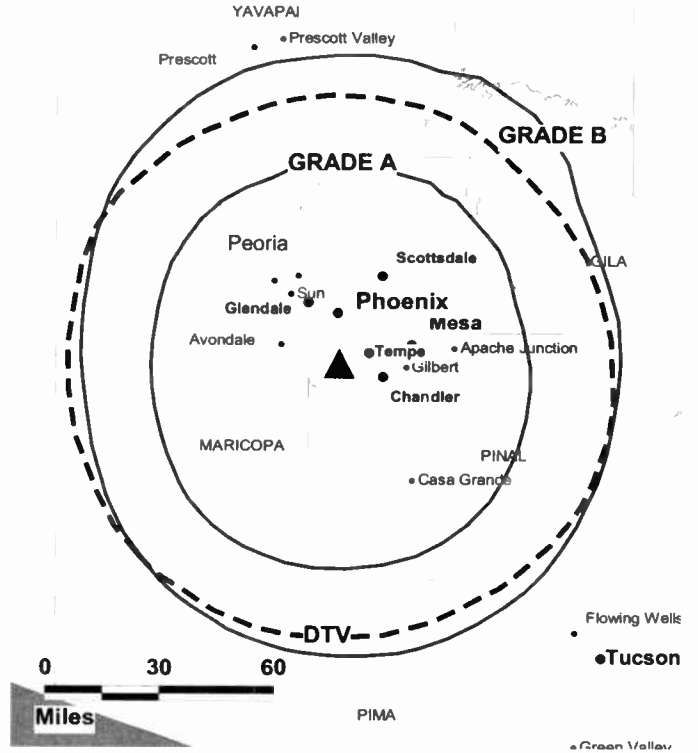 YAVAPAI
Prescott Valley
Prescott
GRADE B
GRADE A
Peoria
Scottsdale
GILA
Sun
Glendale
Phoenix
Mesa
Avondale
Tempe
Apache Junction
Gilbert
Chandler
MARICOPA
PINAL
Casa Grande
Flowing Wells
DTV
Tucson
0 30 60
Miles
PIMA
Green Valley